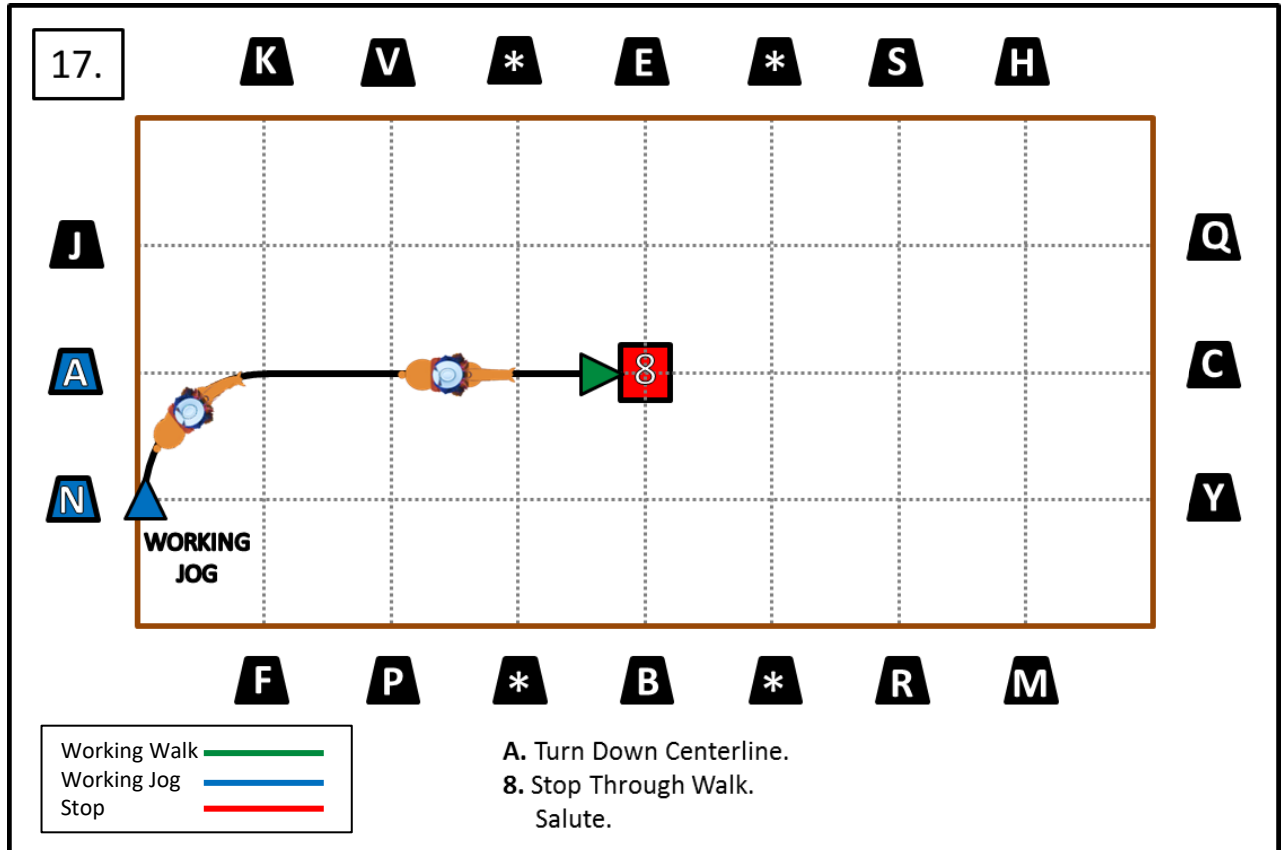 17.
K V * E * S H
J
Q
A
8
C
N
Y
WORKING
JOG
F P * B * R M
Working Walk
Working Jog
Stop
A. Turn Down Centerline.
8. Stop Through Walk.
Salute.